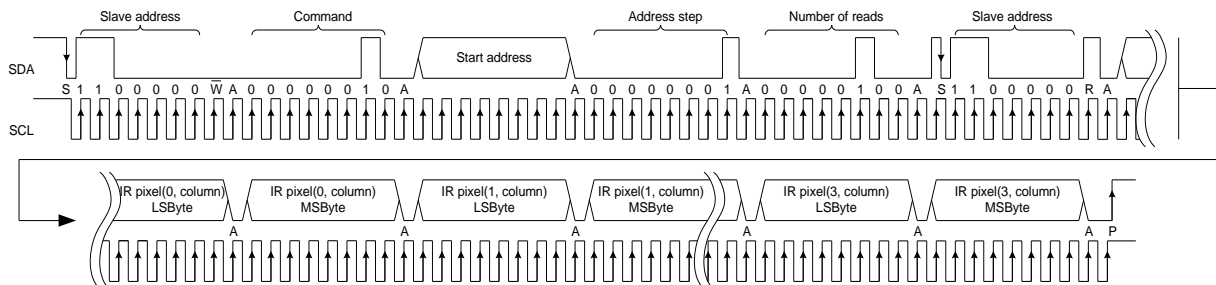 Slave address Command Address step Number of reads Slave address
SDA Start address
S 1 1 0 0 0 0 0 W̅ A 0 0 0 0 0 0 1 0 A A 0 0 0 0 0 0 0 1 A 0 0 0 0 0 1 0 0 A S 1 1 0 0 0 0 0 R A
SCL
IR pixel(0, column) LSByte
IR pixel(0, column) MSByte
IR pixel(1, column) LSByte
IR pixel(1, column) MSByte
IR pixel(3, column) LSByte
IR pixel(3, column) MSByte
A A A A A A P